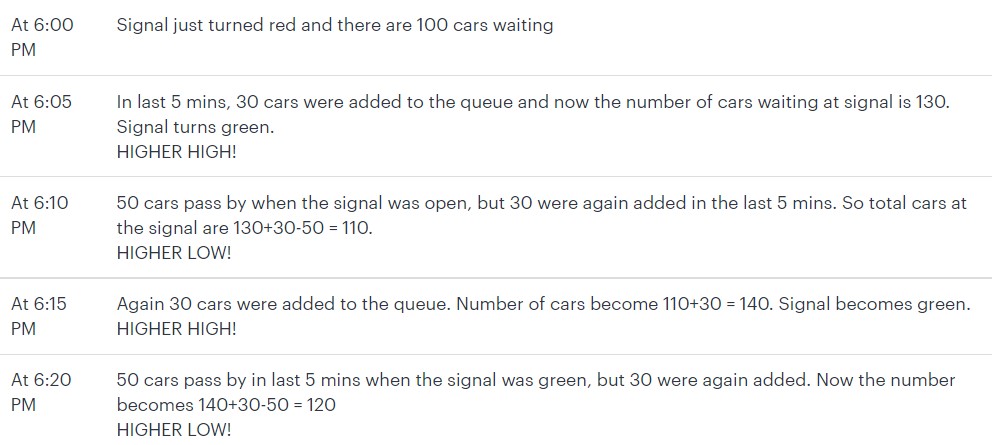 At 6:00 PM
Signal just turned red and there are 100 cars waiting
At 6:05 PM
In last 5 mins, 30 cars were added to the queue and now the number of cars waiting at signal is 130.
Signal turns green.
HIGHER HIGH!
At 6:10 PM
50 cars pass by when the signal was open, but 30 were again added in the last 5 mins. So total cars at
the signal are 130+30-50 = 110.
HIGHER LOW!
At 6:15 PM
Again 30 cars were added to the queue. Number of cars become 110+30 = 140. Signal becomes green.
HIGHER HIGH!
At 6:20 PM
50 cars pass by in last 5 mins when the signal was green, but 30 were again added. Now the number
becomes 140+30-50 = 120
HIGHER LOW!